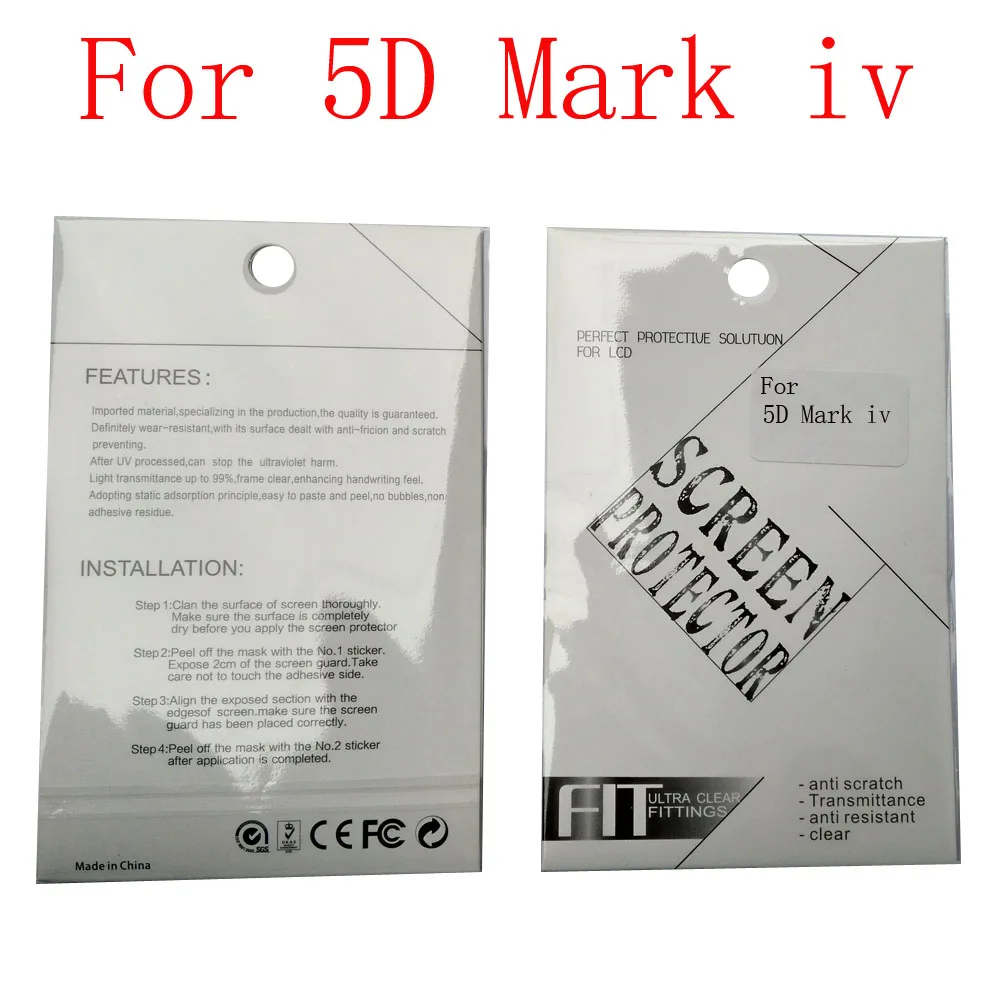 For 5D Mark iv
FEATURES:
Imported material,specializing in the production,the quality is guaranteed.
Definitely wear-resistant,with its surface dealt with anti-fricion and scratch
preventing.
After UV processed,can stop the ultraviolet harm.
Light transmittance up to 99%,frame clear,enhancing handwriting feel.
Adopting static adsorption principle,easy to paste and peel,no bubbles,non
adhesive residue.
INSTALLATION:
Step 1:Clan the surface of screen thoroughly.
Make sure the surface is completely
dry before you apply the screen protector
Step2:Peel off the mask with the No.1 sticker.
Expose 2cm of the screen guard.Take
care not to touch the adhesive side.
Step3:Align the exposed section with the
edgesof screen.make sure the screen
guard has been placed correctly.
Step4:Peel off the mask with the No.2 sticker
after application is completed.
SGS
UKAS
CE FC
Made in China
PERFECT PROTECTIVE SOLUTUON
FOR LCD
For
5D Mark iv
SCREEN
PROTECTOR
FIT
ULTRA CLEAR
FITTINGS
- anti scratch
- Transmittance
- anti resistant
- clear